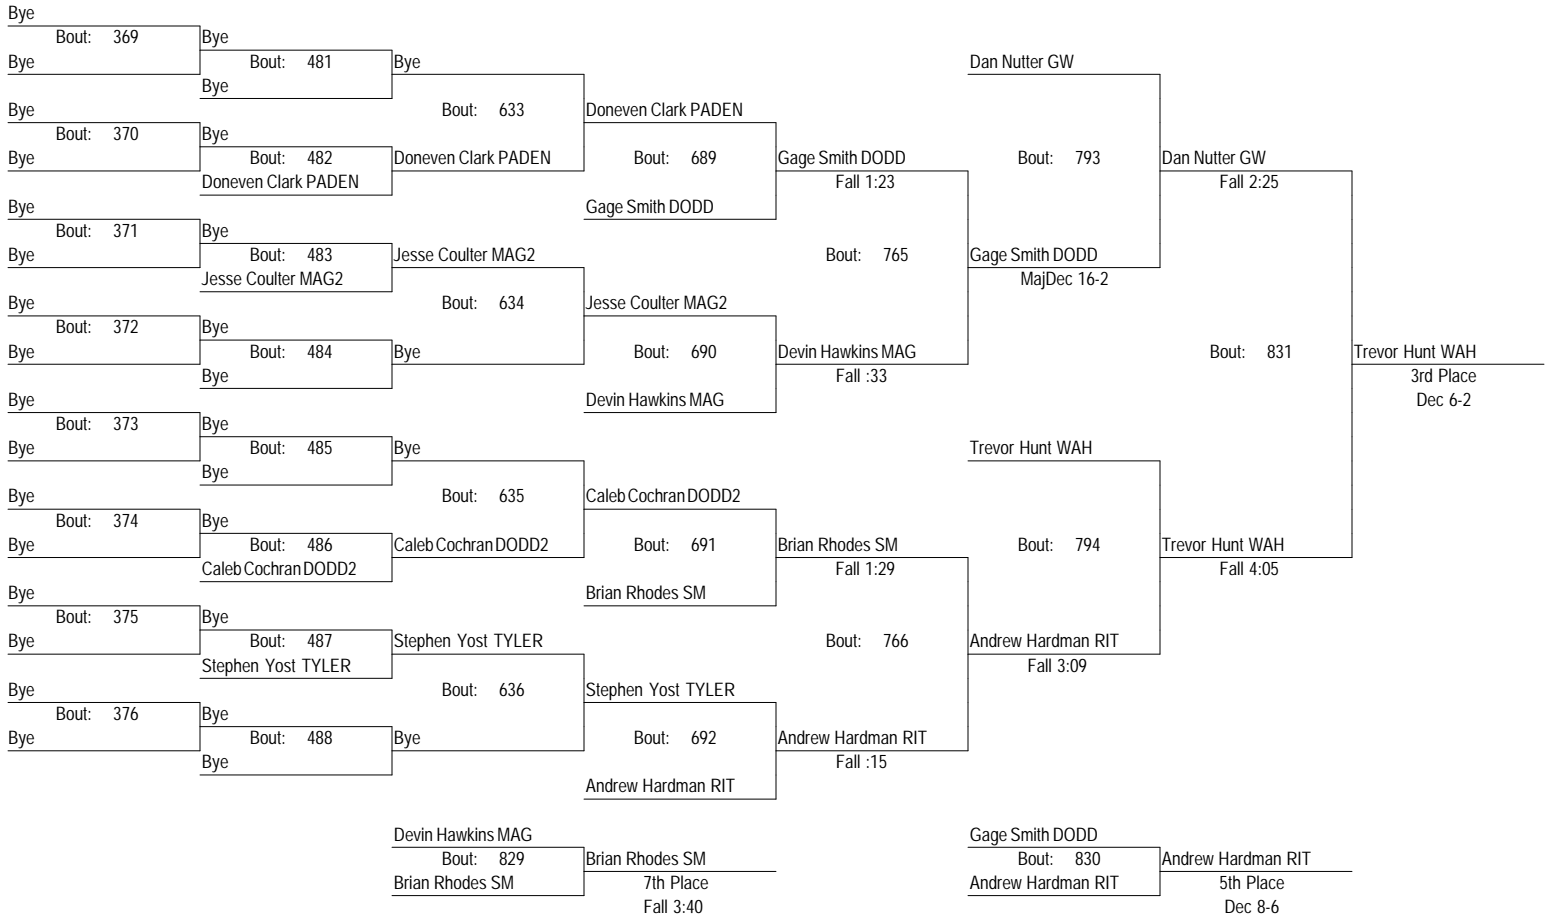 Bye
Bout: 369 Bye
Bye Bout: 481 Bye Dan Nutter GW
Bye
Bye Bout: 633 Doneven Clark PADEN
Bout: 370 Bye
Bye Bout: 482 Doneven Clark PADEN Bout: 689 Gage Smith DODD Bout: 793 Dan Nutter GW
Doneven Clark PADEN Fall 1:23 Fall 2:25
Bye Gage Smith DODD
Bout: 371 Bye
Bye Bout: 483 Jesse Coulter MAG2 Bout: 765 Gage Smith DODD
Jesse Coulter MAG2 MajDec 16-2
Bye Bout: 634 Jesse Coulter MAG2
Bout: 372 Bye
Bye Bout: 484 Bye Bout: 690 Devin Hawkins MAG Bout: 831 Trevor Hunt WAH
Bye Fall :33 3rd Place
Bye Devin Hawkins MAG Dec 6-2
Bout: 373 Bye
Bye Bout: 485 Bye Trevor Hunt WAH
Bye
Bye Bout: 635 Caleb Cochran DODD2
Bout: 374 Bye
Bye Bout: 486 Caleb Cochran DODD2 Bout: 691 Brian Rhodes SM Bout: 794 Trevor Hunt WAH
Caleb Cochran DODD2 Fall 1:29 Fall 4:05
Bye Brian Rhodes SM
Bout: 375 Bye
Bye Bout: 487 Stephen Yost TYLER Bout: 766 Andrew Hardman RIT
Stephen Yost TYLER Fall 3:09
Bye Bout: 636 Stephen Yost TYLER
Bout: 376 Bye
Bye Bout: 488 Bye Bout: 692 Andrew Hardman RIT
Bye Fall :15
Andrew Hardman RIT
Devin Hawkins MAG Gage Smith DODD
Bout: 829 Brian Rhodes SM Bout: 830 Andrew Hardman RIT
Brian Rhodes SM 7th Place Andrew Hardman RIT 5th Place
Fall 3:40 Dec 8-6